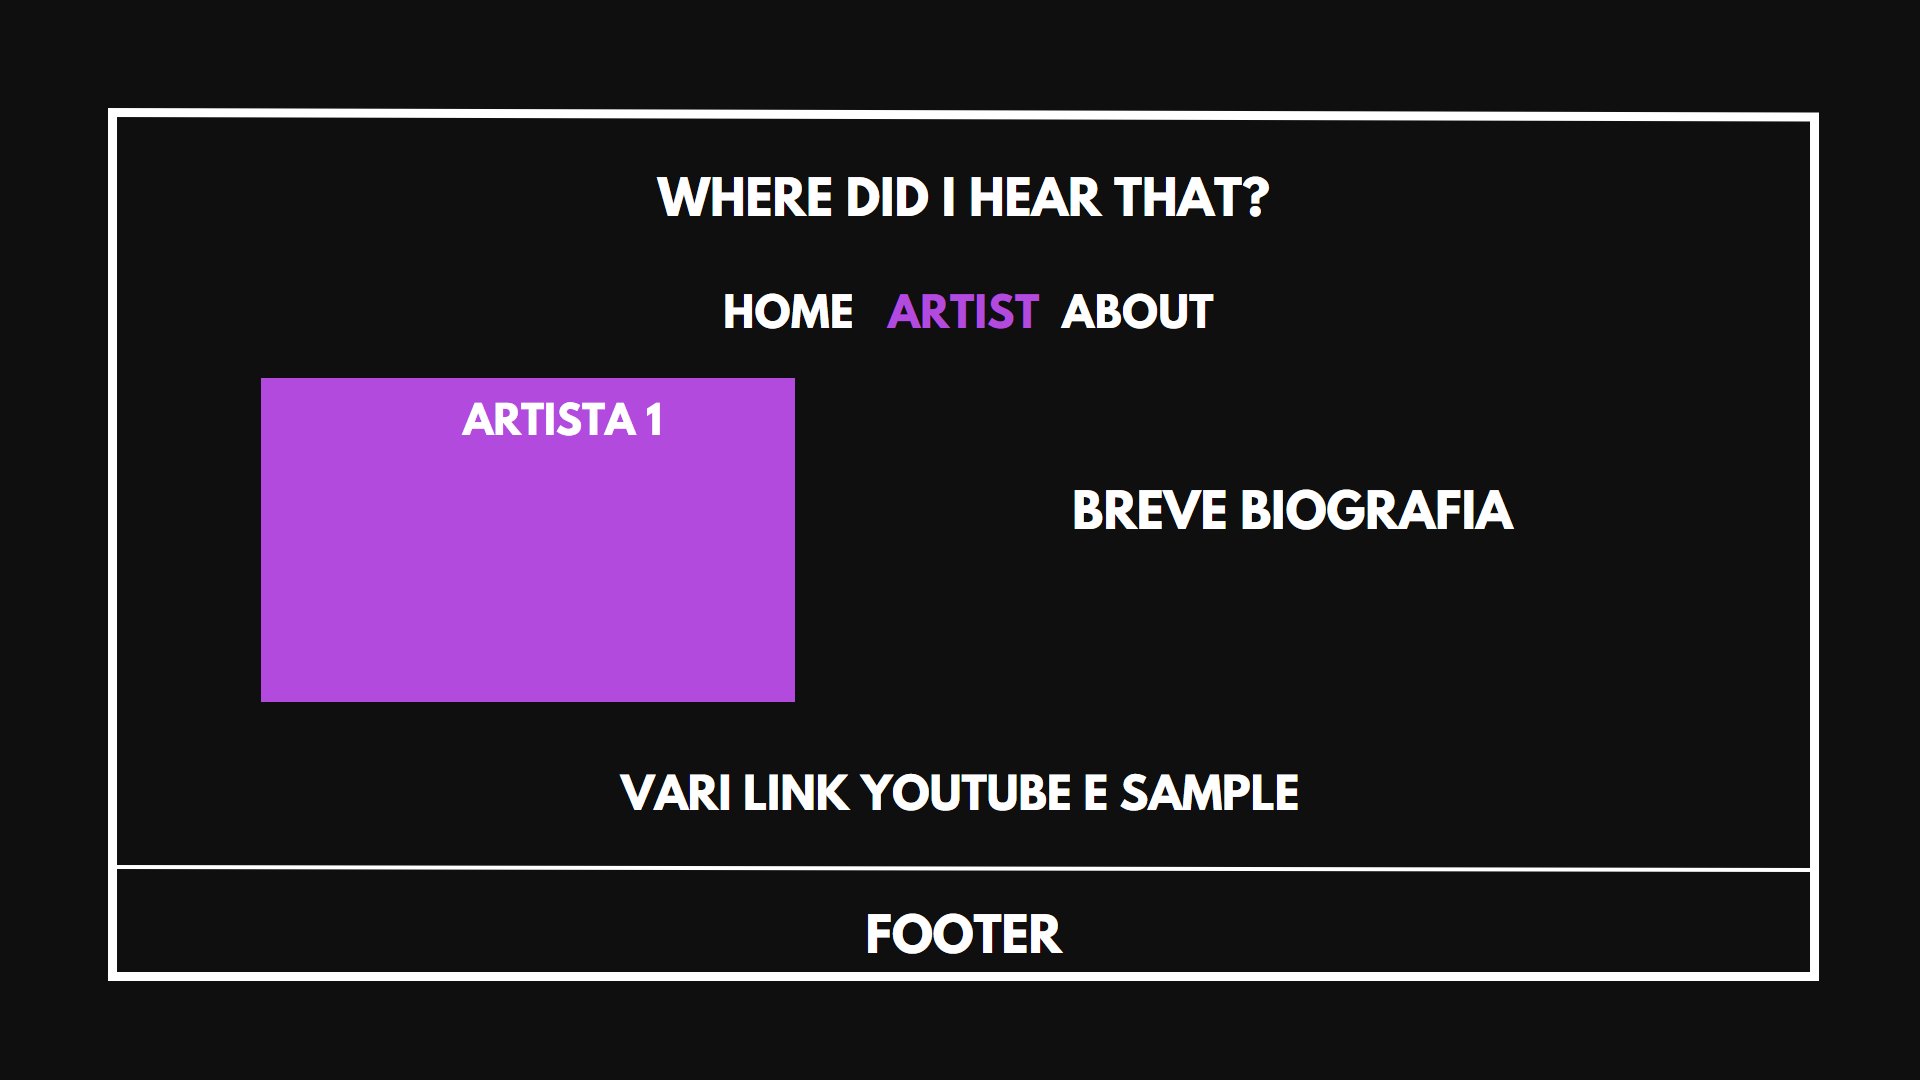 WHERE DID I HEAR THAT?
HOME ARTIST ABOUT
ARTISTA 1
BREVE BIOGRAFIA
VARI LINK YOUTUBE E SAMPLE
FOOTER